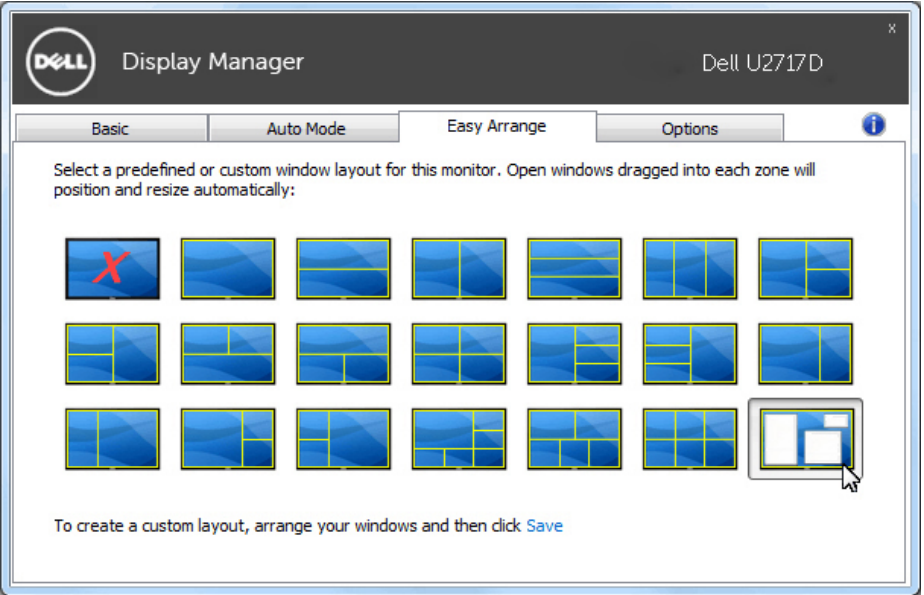 x
DELL
Display Manager
Dell U2717D
Basic
Auto Mode
Easy Arrange
Options
i
Select a predefined or custom window layout for this monitor. Open windows dragged into each zone will
position and resize automatically:
X
To create a custom layout, arrange your windows and then click Save